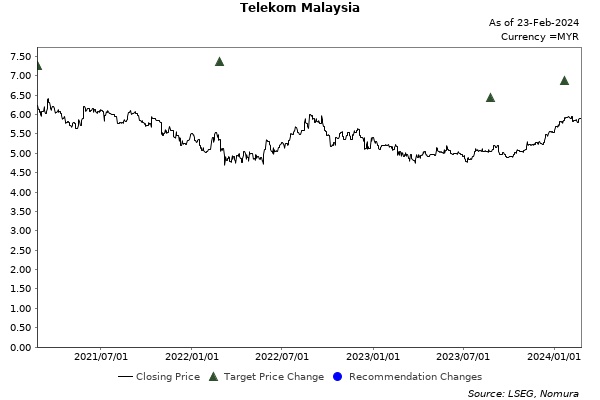 Telekom Malaysia
As of 23-Feb-2024
Currency =MYR
7.50
7.00
6.50
6.00
5.50
5.00
4.50
4.00
3.50
3.00
2.50
2.00
1.50
1.00
0.50
0.00
2021/07/01 2022/01/01 2022/07/01 2023/01/01 2023/07/01 2024/01/01
Closing Price Target Price Change Recommendation Changes
Source: LSEG, Nomura